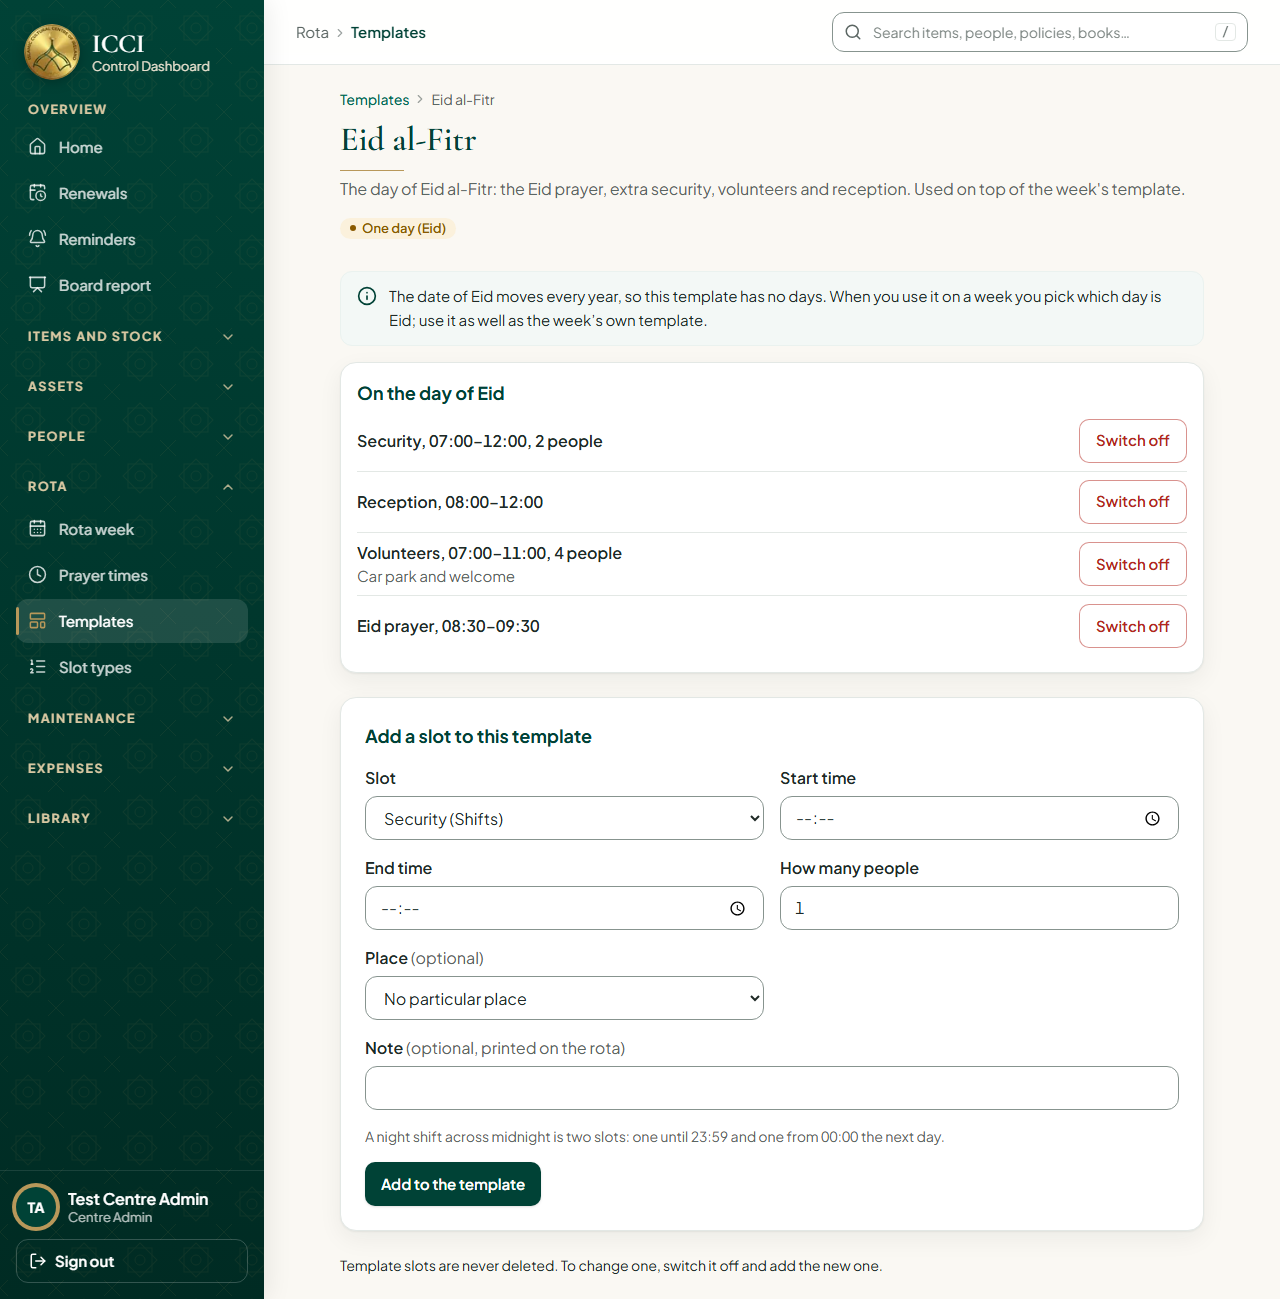 ICCI
Control Dashboard
OVERVIEW
Home
Renewals
Reminders
Board report
ITEMS AND STOCK
ASSETS
PEOPLE
ROTA
Rota week
Prayer times
Templates
Slot types
MAINTENANCE
EXPENSES
LIBRARY
TA
Test Centre Admin
Centre Admin
Sign out
Rota > Templates
Search items, people, policies, books…
/
Templates > Eid al-Fitr
Eid al-Fitr
The day of Eid al-Fitr: the Eid prayer, extra security, volunteers and reception. Used on top of the week's template.
One day (Eid)
The date of Eid moves every year, so this template has no days. When you use it on a week you pick which day is
Eid; use it as well as the week's own template.
On the day of Eid
Security, 07:00–12:00, 2 people
Switch off
Reception, 08:00–12:00
Switch off
Volunteers, 07:00–11:00, 4 people
Car park and welcome
Switch off
Eid prayer, 08:30–09:30
Switch off
Add a slot to this template
Slot
Security (Shifts)
Start time
--:--
End time
--:--
How many people
1
Place (optional)
No particular place
Note (optional, printed on the rota)
A night shift across midnight is two slots: one until 23:59 and one from 00:00 the next day.
Add to the template
Template slots are never deleted. To change one, switch it off and add the new one.